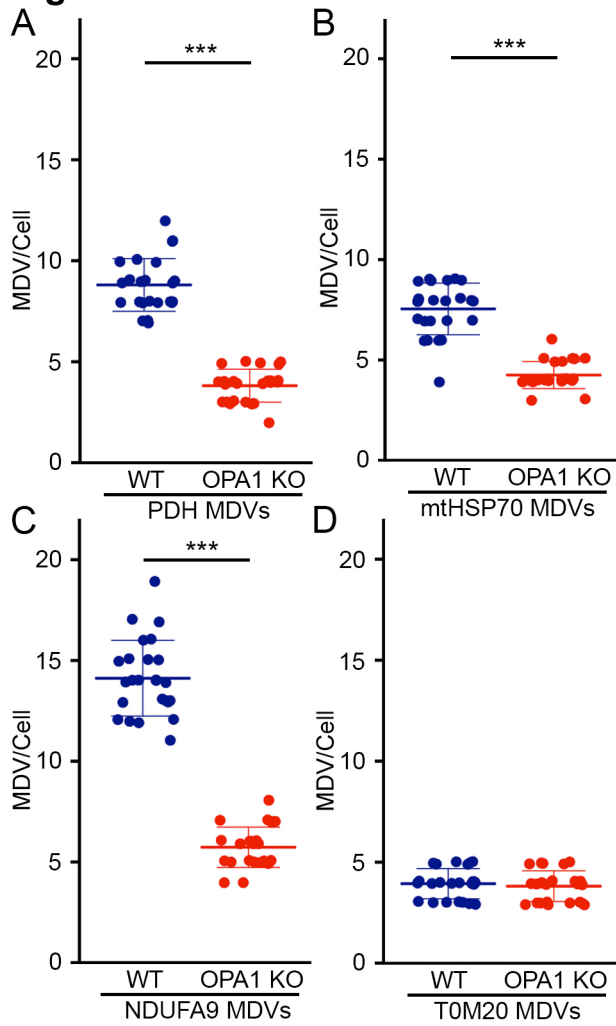 g
A
B
***
***
20
15
10
5
0
MDV/Cell
WT OPA1 KO
PDH MDVs
20
15
10
5
0
MDV/Cell
WT OPA1 KO
mtHSP70 MDVs
C
D
***
20
15
10
5
0
MDV/Cell
WT OPA1 KO
NDUFA9 MDVs
20
15
10
5
0
MDV/Cell
WT OPA1 KO
T0M20 MDVs